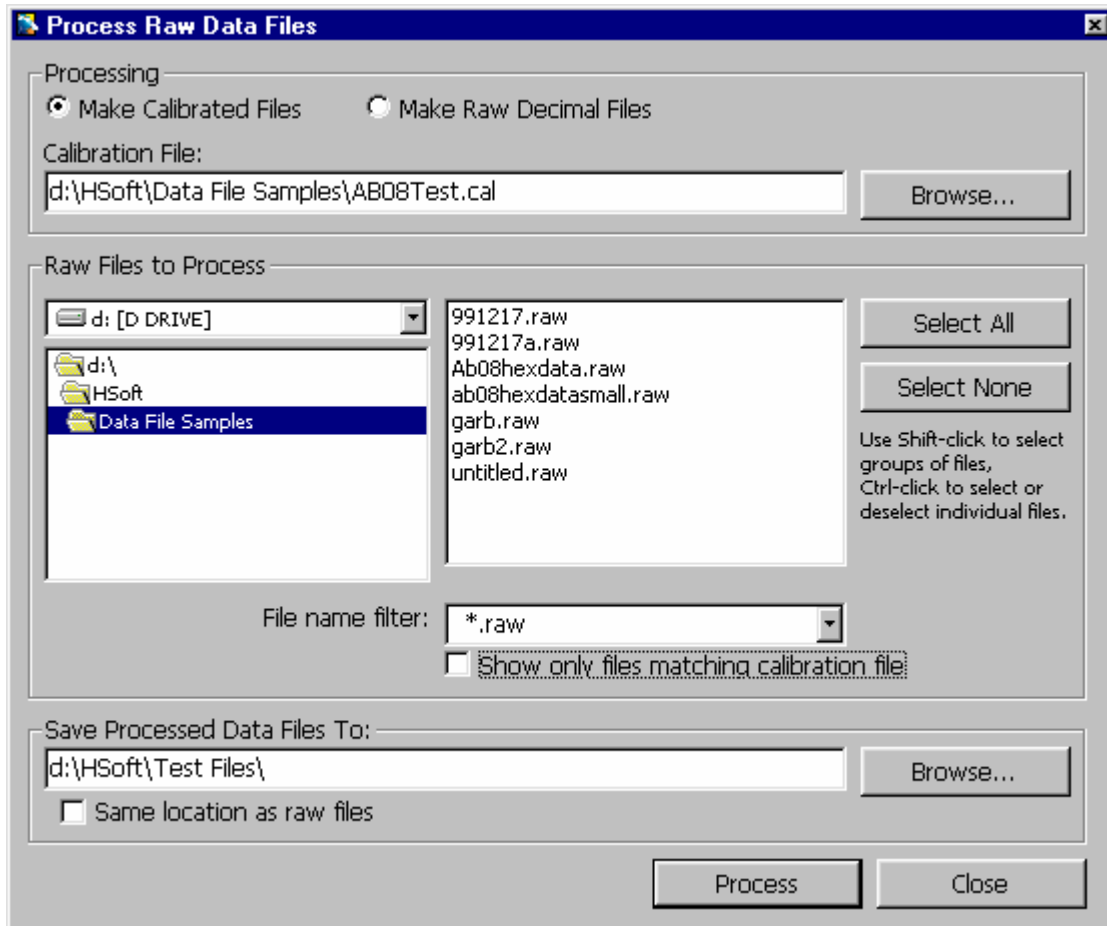 Process Raw Data Files
Processing
Make Calibrated Files
Make Raw Decimal Files
Calibration File:
d:\HSoft\Data File Samples\AB08Test.cal
Browse...
Raw Files to Process
d: [D DRIVE]
d:\
HSoft
Data File Samples
991217.raw
991217a.raw
Ab08hexdata.raw
ab08hexdatasmall.raw
garb.raw
garb2.raw
untitled.raw
Select All
Select None
Use Shift-click to select
groups of files,
Ctrl-click to select or
deselect individual files.
File name filter:
*.raw
Show only files matching calibration file
Save Processed Data Files To:
d:\HSoft\Test Files\
Browse...
Same location as raw files
Process
Close